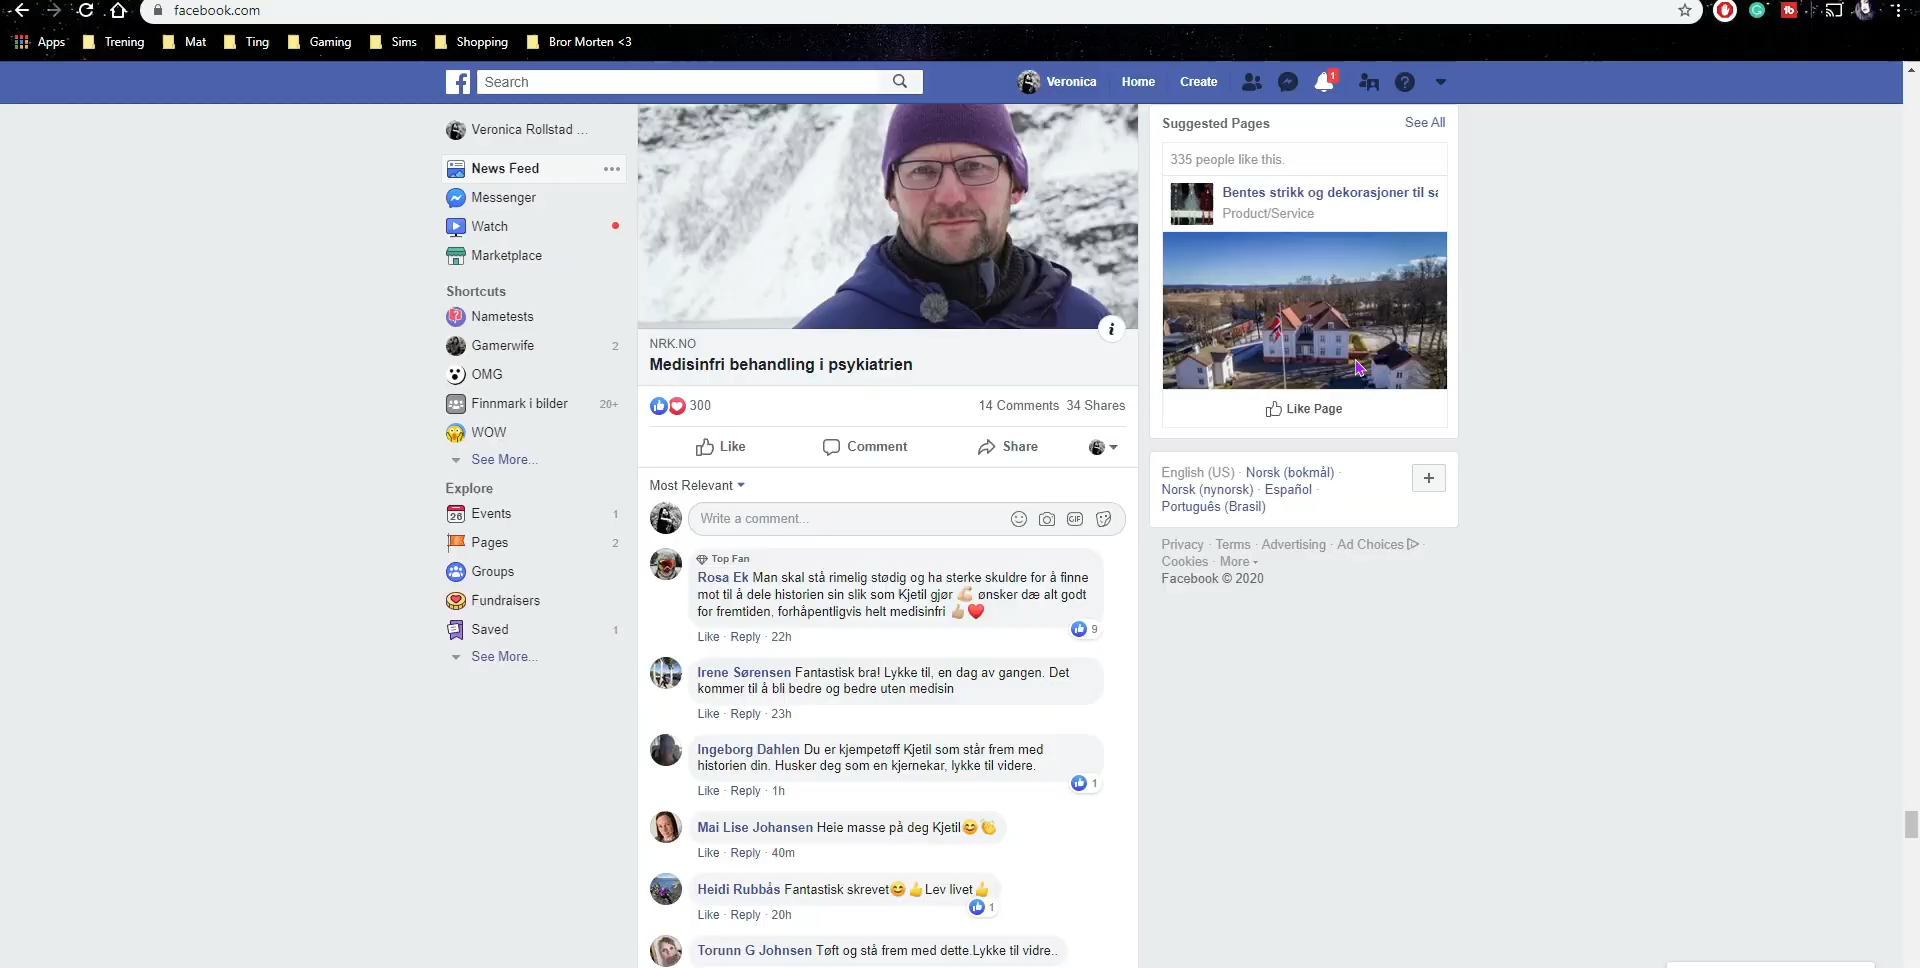 facebook.com
Apps Trening Mat Ting Gaming Sims Shopping Bror Morten <3
Search
Veronica Home Create 1
Veronica Rollstad ...
News Feed
Messenger
Watch
Marketplace
Shortcuts
Nametests
Gamerwife 2
OMG
Finnmark i bilder 20+
WOW
See More...
Explore
26 Events 1
Pages 2
Groups
Fundraisers
Saved 1
See More...
NRK.NO
Medisinfri behandling i psykiatrien
300 14 Comments 34 Shares
Like Comment Share
Most Relevant
Write a comment... GIF
Top Fan
Rosa Ek Man skal stå rimelig stødig og ha sterke skuldre for å finne
mot til å dele historien sin slik som Kjetil gjør 💪🏼 ønsker dæ alt godt
for fremtiden, forhåpentligvis helt medisinfri 👍🏼❤️
9
Like · Reply · 22h
Irene Sørensen Fantastisk bra! Lykke til, en dag av gangen. Det
kommer til å bli bedre og bedre uten medisin
Like · Reply · 23h
Ingeborg Dahlen Du er kjempetøff Kjetil som står frem med
historien din. Husker deg som en kjernekar, lykke til videre.
1
Like · Reply · 1h
Mai Lise Johansen Heie masse på deg Kjetil😊👏
Like · Reply · 40m
Heidi Rubbås Fantastisk skrevet😊👍Lev livet👍
1
Like · Reply · 20h
Torunn G Johnsen Tøft og stå frem med dette.Lykke til vidre..
Suggested Pages See All
335 people like this.
Bentes strikk og dekorasjoner til
Product/Service
Like Page
English (US) · Norsk (bokmål) ·
Norsk (nynorsk) · Español ·
Português (Brasil)
Privacy · Terms · Advertising · Ad Choices ·
Cookies · More
Facebook © 2020